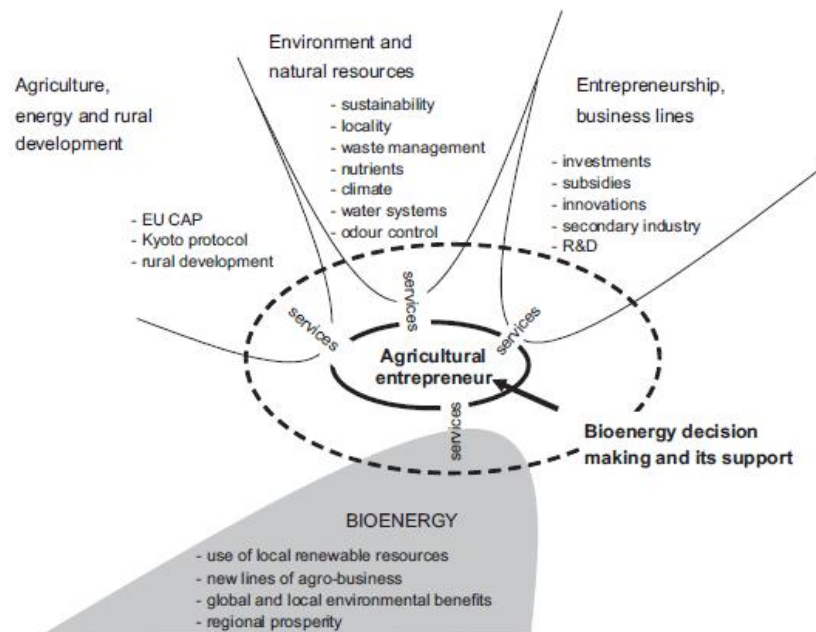 Agriculture,
energy and rural
development
- EU CAP
- Kyoto protocol
- rural development
Environment and
natural resources
- sustainability
- locality
- waste management
- nutrients
- climate
- water systems
- odour control
Entrepreneurship,
business lines
- investments
- subsidies
- innovations
- secondary industry
- R&D
services
services
services
Agricultural
entrepreneur
services
Bioenergy decision
making and its support
BIOENERGY
- use of local renewable resources
- new lines of agro-business
- global and local environmental benefits
- regional prosperity